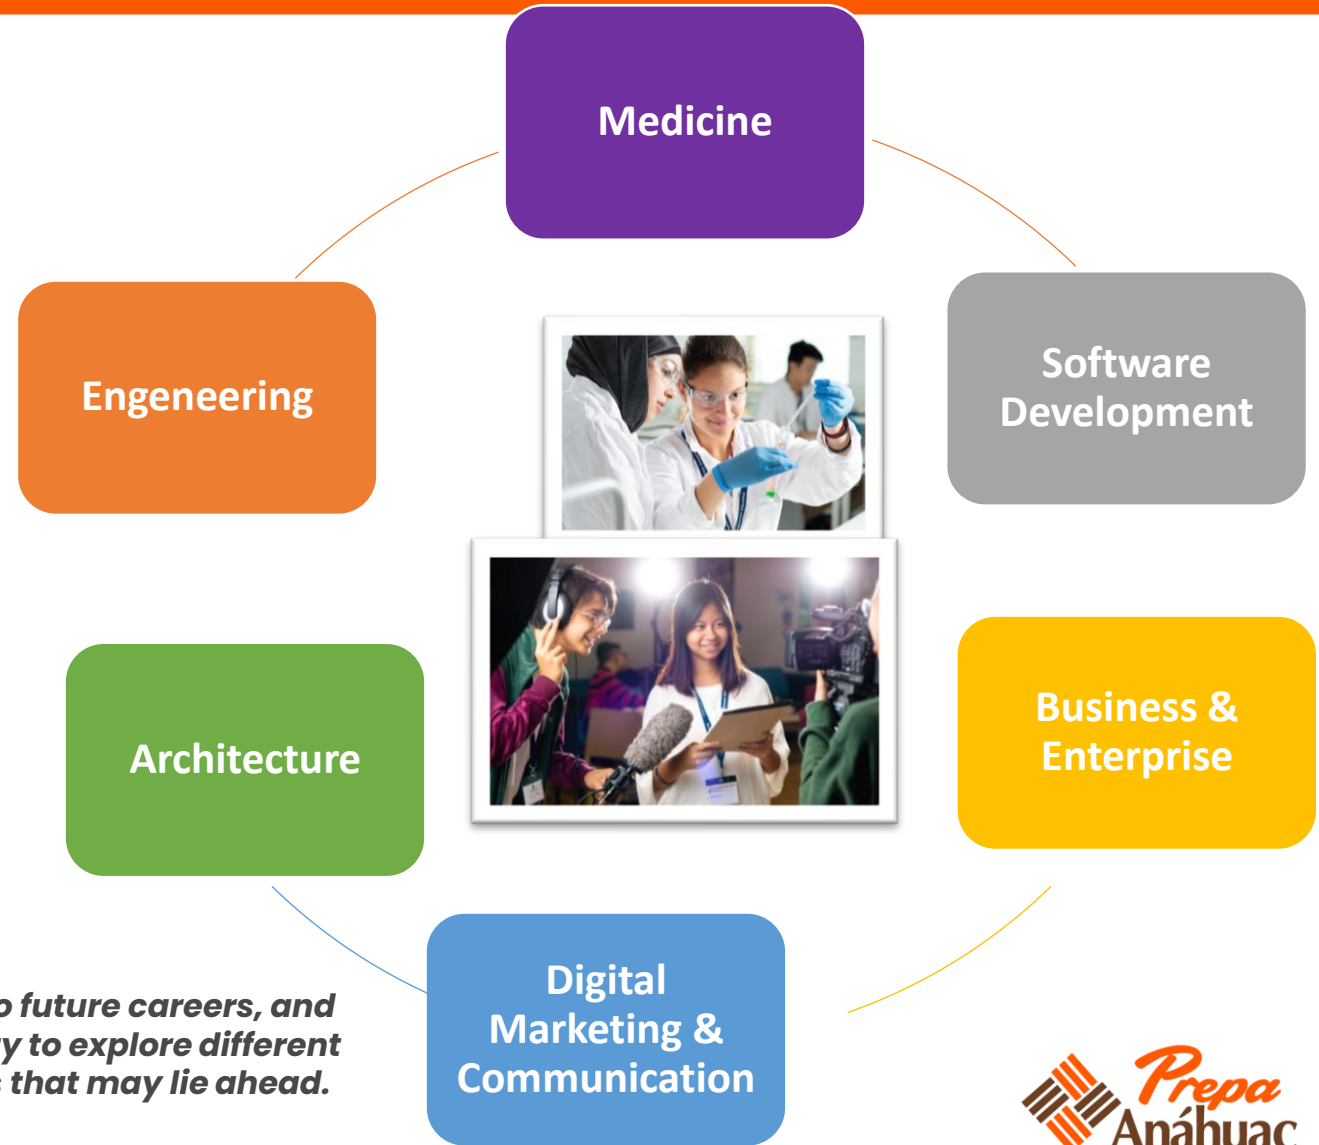 Medicine
Engeneering
Software
Development
Architecture
Business &
Enterprise
Digital
Marketing &
Communication
o future careers, and
y to explore different
s that may lie ahead.
Prepa
Anáhuac